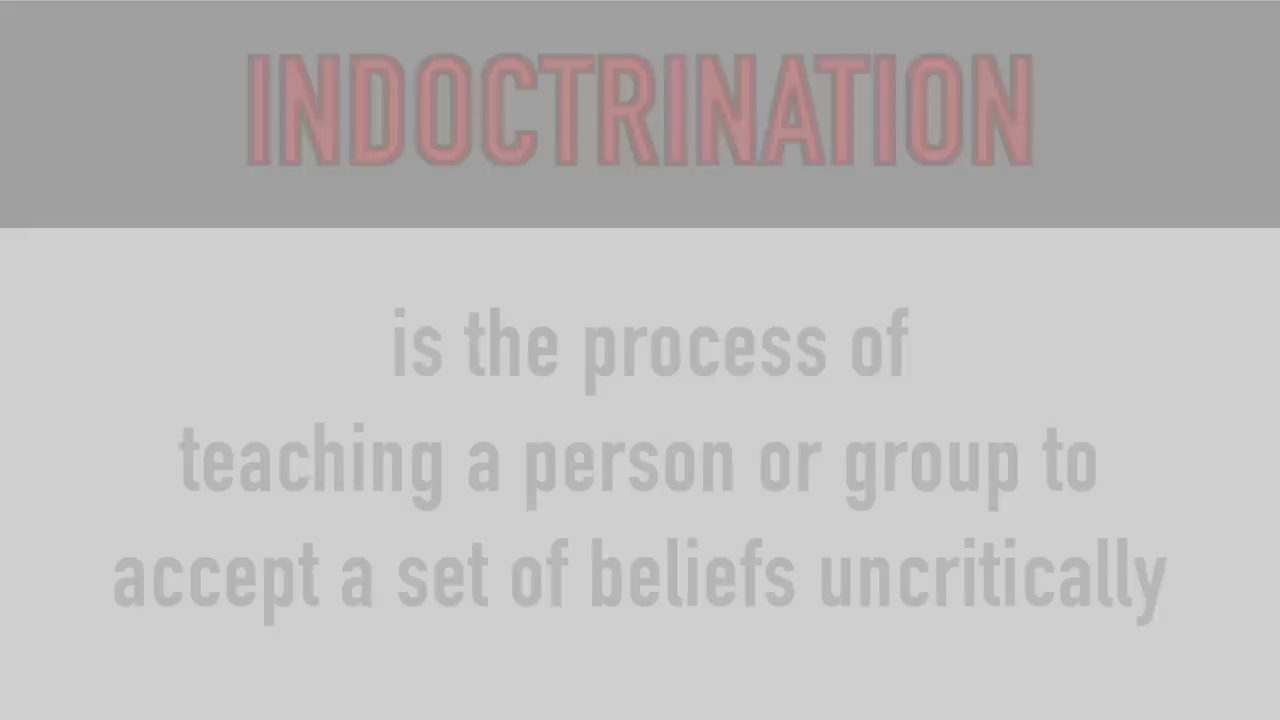 INDOCTRINATION
is the process of
teaching a person or group to
accept a set of beliefs uncritically